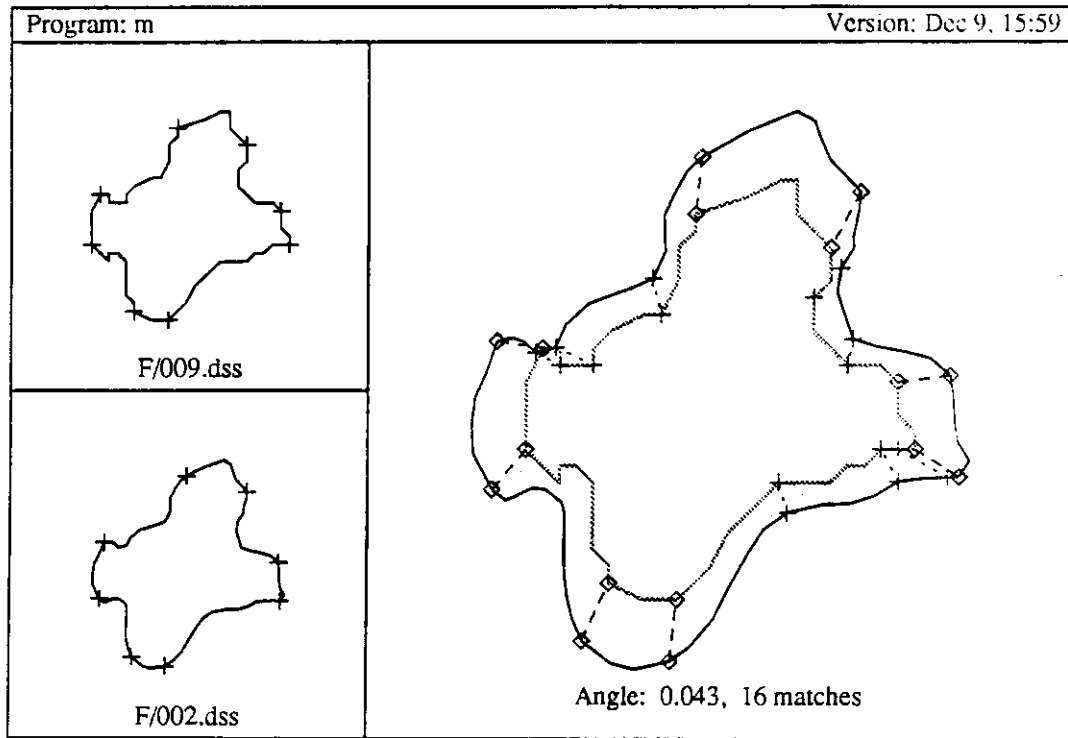 Program: m
Version: Dec 9, 15:59
F/009.dss
F/002.dss
Angle: 0.043, 16 matches